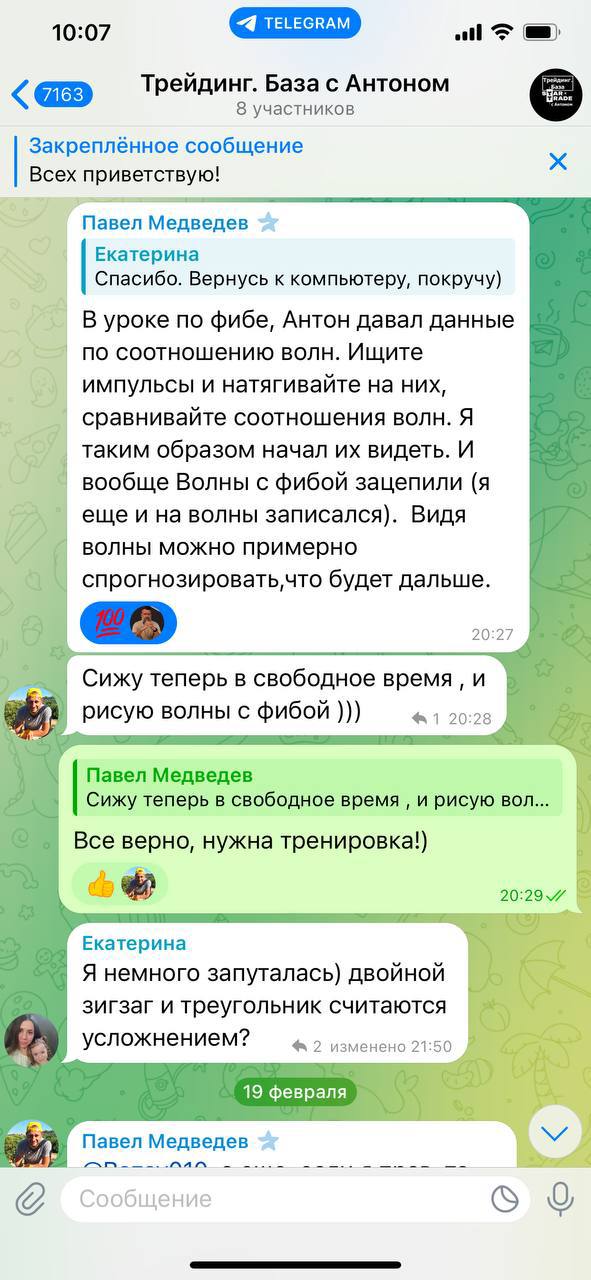 10:07
TELEGRAM
7163
Трейдинг. База с Антоном
8 участников
Трейдинг.
База
STAR-
TRADE
с Антоном
Закреплённое сообщение
Всех приветствую!
Павел Медведев
Екатерина
Спасибо. Вернусь к компьютеру, покручу)
В уроке по фибе, Антон давал данные
по соотношению волн. Ищите
импульсы и натягивайте на них,
сравнивайте соотношения волн. Я
таким образом начал их видеть. И
вообще Волны с фибой зацепили (я
еще и на волны записался).  Видя
волны можно примерно
спрогнозировать,что будет дальше.
💯
20:27
Сижу теперь в свободное время , и
рисую волны с фибой )))
1 20:28
Павел Медведев
Сижу теперь в свободное время , и рисую вол...
Все верно, нужна тренировка!)
👍
20:29
Екатерина
Я немного запуталась) двойной
зигзаг и треугольник считаются
усложнением?
2 изменено 21:50
19 февраля
Павел Медведев
Сообщение